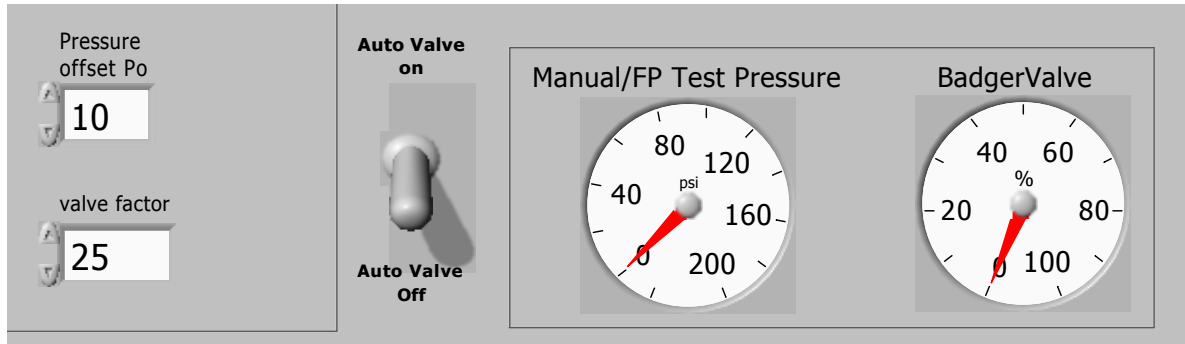 Pressure
offset Po
10
valve factor
25
Auto Valve
on
Auto Valve
Off
Manual/FP Test Pressure
psi
0
40
80
120
160
200
BadgerValve
%
0
20
40
60
80
100